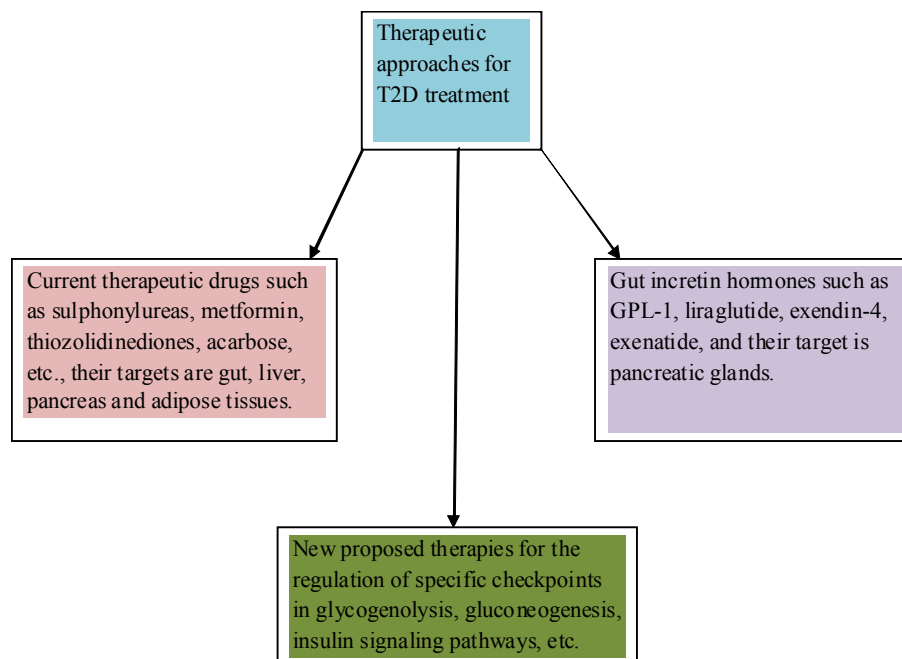 Therapeutic
approaches for
T2D treatment
Current therapeutic drugs such
as sulphonylureas, metformin,
thiozolidinediones, acarbose,
etc., their targets are gut, liver,
pancreas and adipose tissues.
Gut incretin hormones such as
GPL-1, liraglutide, exendin-4,
exenatide, and their target is
pancreatic glands.
New proposed therapies for the
regulation of specific checkpoints
in glycogenolysis, gluconeogenesis,
insulin signaling pathways, etc.